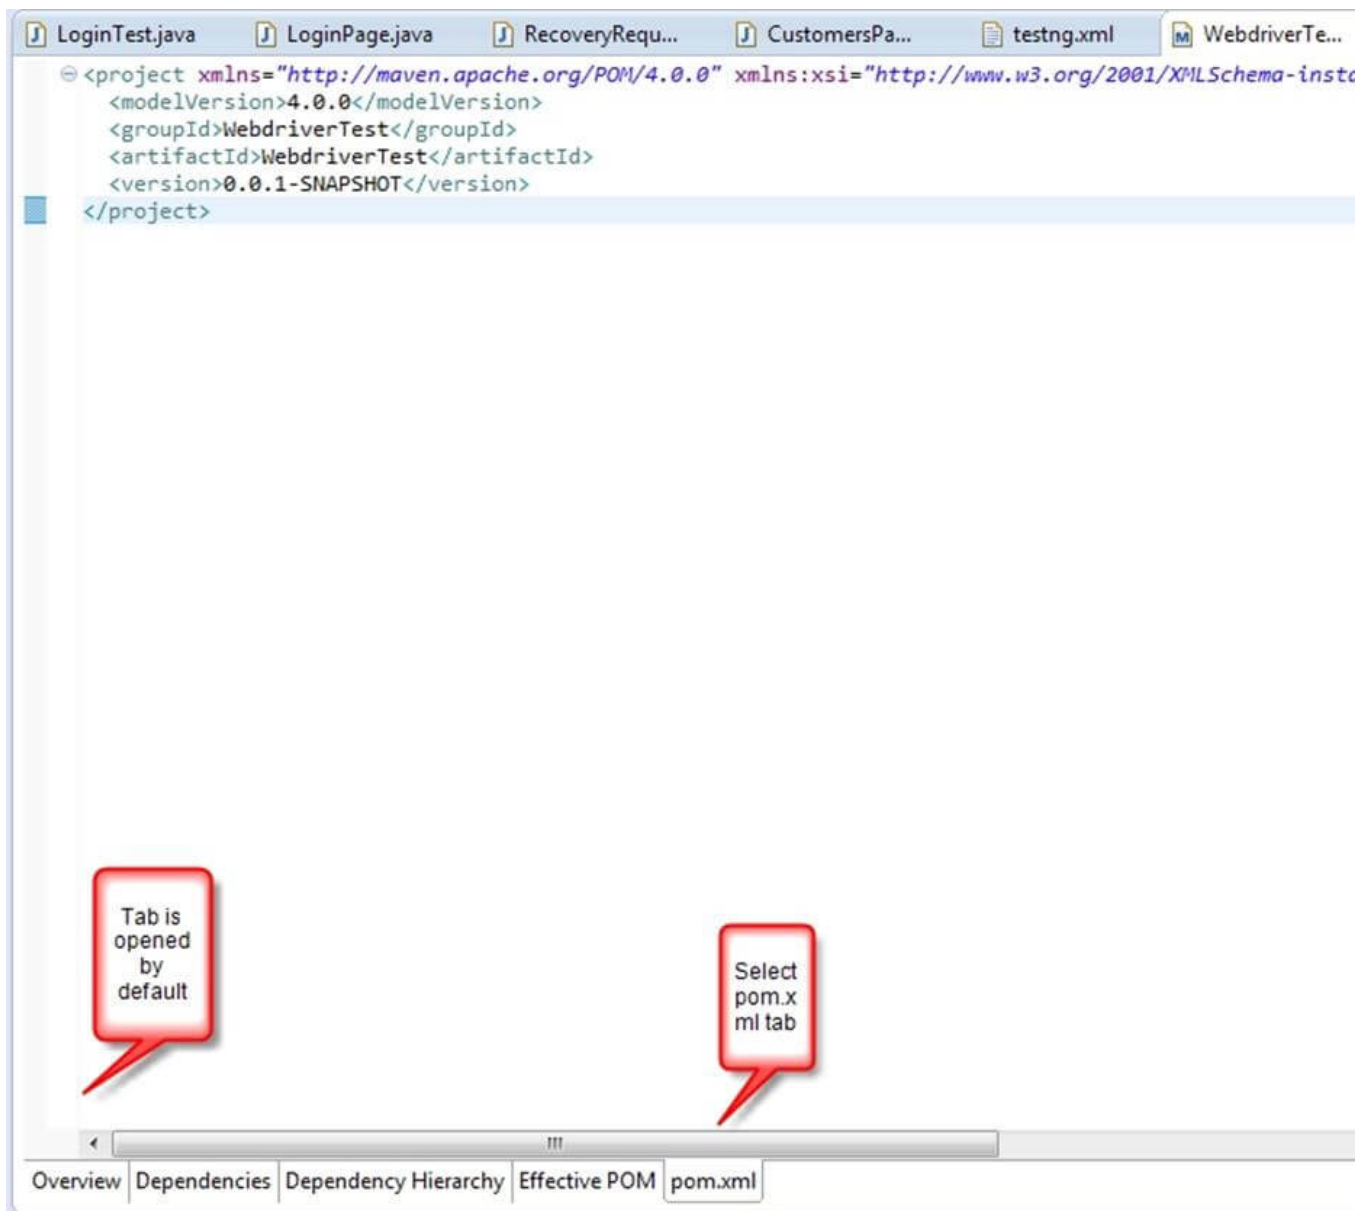 LoginTest.java LoginPage.java RecoveryRequ... CustomersPa... testng.xml WebdriverTe...
<project xmlns="http://maven.apache.org/POM/4.0.0" xmlns:xsi="http://www.w3.org/2001/XMLSchema-insta
<modelVersion>4.0.0</modelVersion>
<groupId>WebdriverTest</groupId>
<artifactId>WebdriverTest</artifactId>
<version>0.0.1-SNAPSHOT</version>
</project>
Tab is
opened
by
default
Select
pom.x
ml tab
Overview Dependencies Dependency Hierarchy Effective POM pom.xml